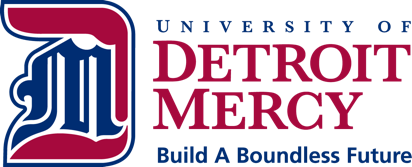 UNIVERSITY OF
DETROIT
MERCY
Build A Boundless Future